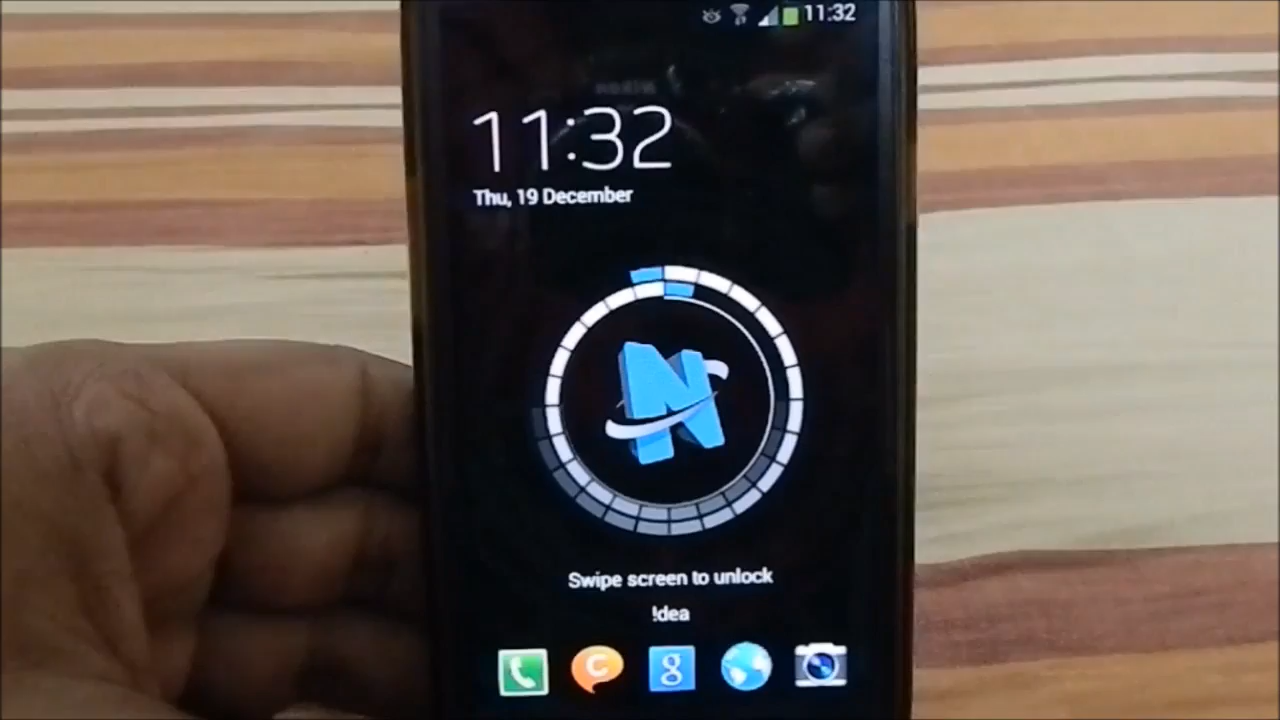 11:32
11:32
Thu, 19 December
N
Swipe screen to unlock
!dea
C
g